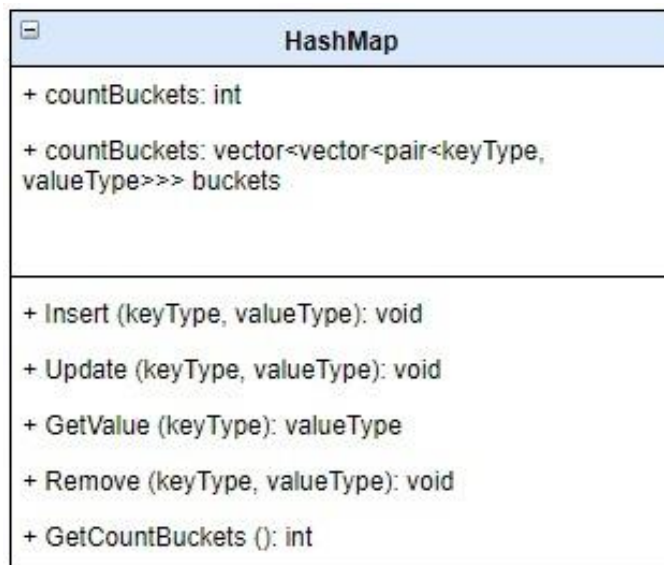 HashMap
+ countBuckets: int
+ countBuckets: vector<vector<pair<keyType,
valueType>>> buckets
+ Insert (keyType, valueType): void
+ Update (keyType, valueType): void
+ GetValue (keyType): valueType
+ Remove (keyType, valueType): void
+ GetCountBuckets (): int